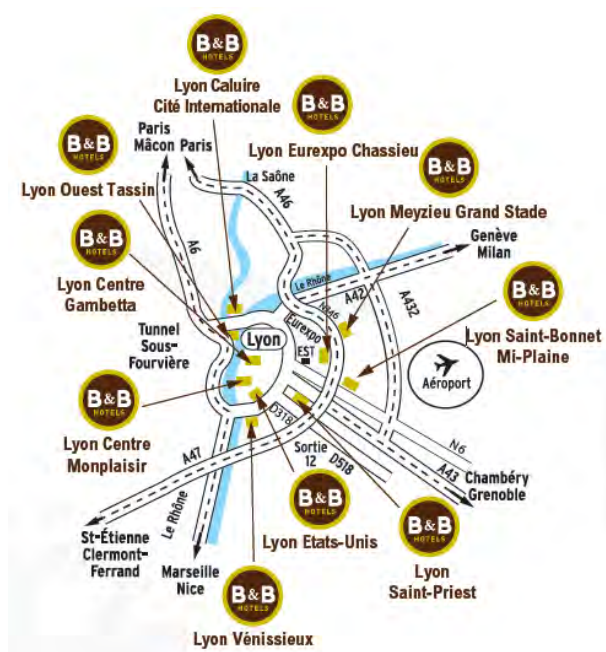 B&B
HOTELS
Lyon Caluire
Cité Internationale
B&B
HOTELS
Lyon Eurexpo Chassieu
B&B
HOTELS
Lyon Ouest Tassin
B&B
HOTELS
Lyon Meyzieu Grand Stade
B&B
HOTELS
Lyon Centre
Gambetta
B&B
HOTELS
Lyon Saint-Bonnet
Mi-Plaine
B&B
HOTELS
Lyon Centre
Monplaisir
B&B
HOTELS
Lyon Etats-Unis
B&B
HOTELS
Lyon
Saint-Priest
B&B
HOTELS
Lyon Vénissieux
Paris
Mâcon Paris
La Saône
A46
A6
Genève
Milan
Le Rhône
A42
A432
N346
Eurexpo
Tunnel
Sous-
Fourvière
Lyon
EST
Aéroport
D318
Sortie
12
D518
N6
A43
Chambéry
Grenoble
A47
Le Rhône
St-Étienne
Clermont-
Ferrand
Marseille
Nice